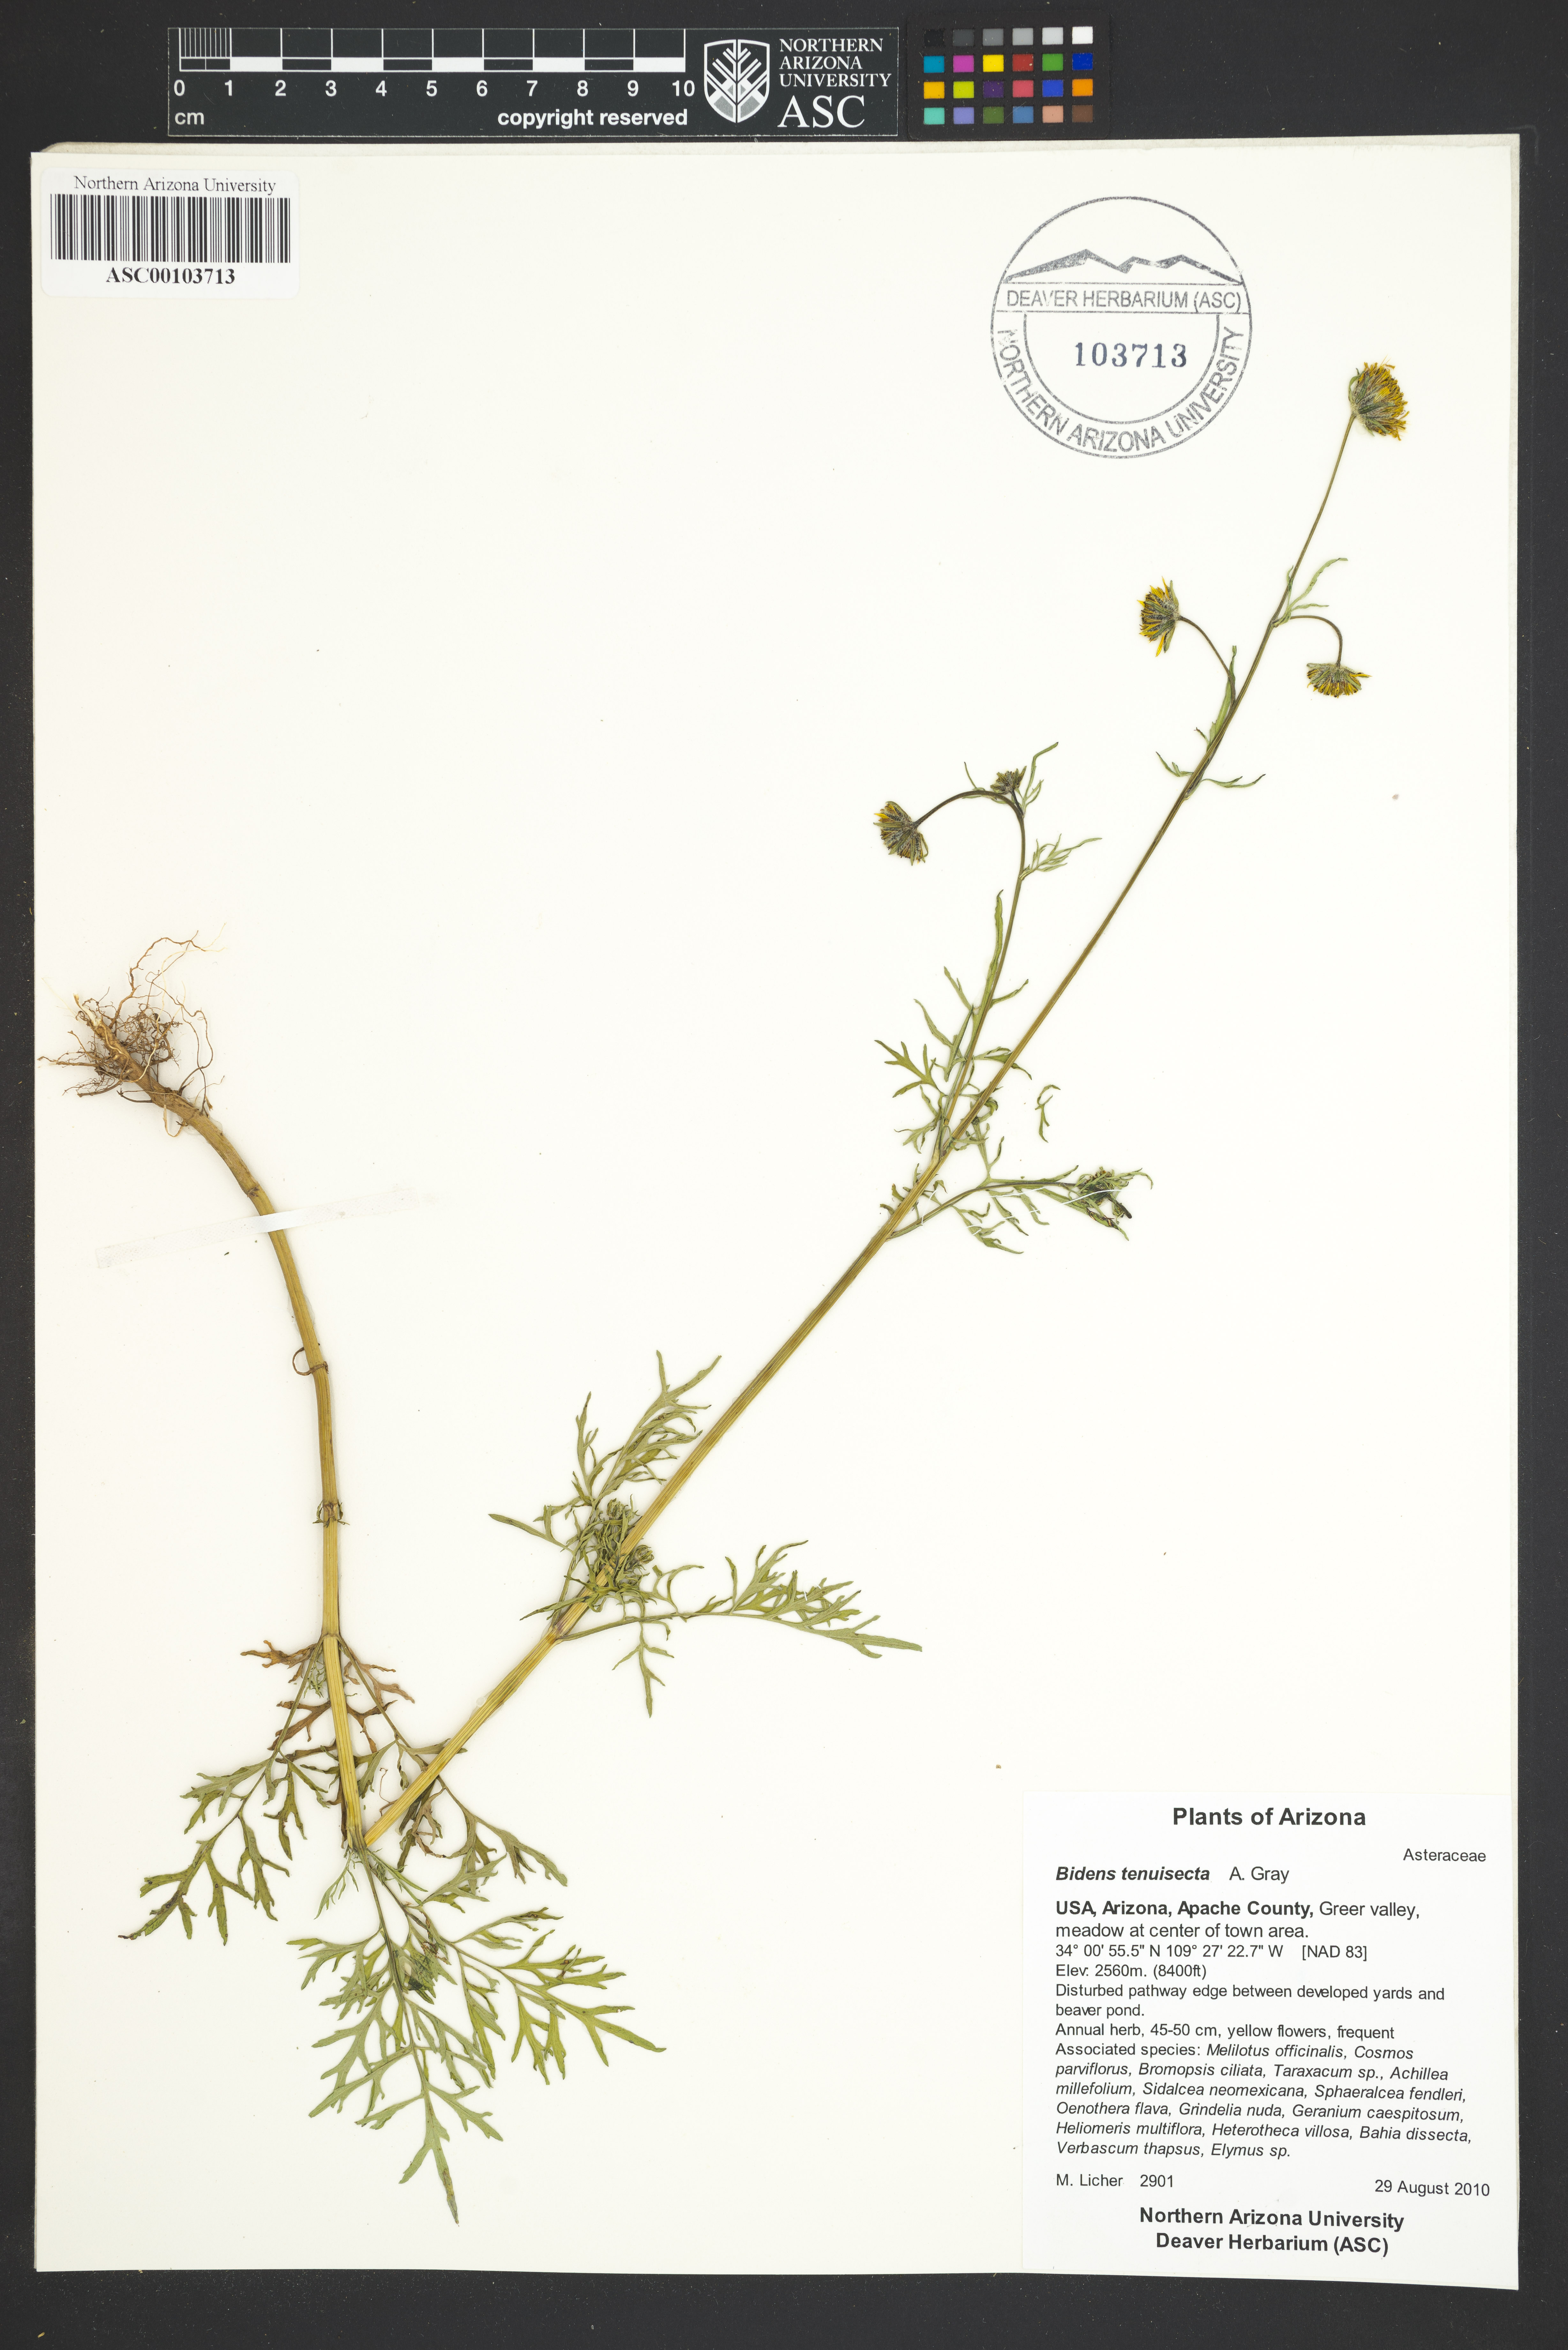 0 1 2 3 4 5 6 7 8 9 10
cm
copyright reserved
NORTHERN
ARIZONA
UNIVERSITY
ASC
Northern Arizona University
ASC00103713
DEAVER HERBARIUM (ASC)
103713
NORTHERN ARIZONA UNIVERSITY
Plants of Arizona
Asteraceae
Bidens tenuisecta A. Gray
USA, Arizona, Apache County, Greer valley,
meadow at center of town area.
34° 00' 55.5" N 109° 27' 22.7" W [NAD 83]
Elev: 2560m. (8400ft)
Disturbed pathway edge between developed yards and
beaver pond.
Annual herb, 45-50 cm, yellow flowers, frequent
Associated species: Melilotus officinalis, Cosmos
parviflorus, Bromopsis ciliata, Taraxacum sp., Achillea
millefolium, Sidalcea neomexicana, Sphaeralcea fendleri,
Oenothera flava, Grindelia nuda, Geranium caespitosum,
Heliomeris multiflora, Heterotheca villosa, Bahia dissecta,
Verbascum thapsus, Elymus sp.
M. Licher 2901
29 August 2010
Northern Arizona University
Deaver Herbarium (ASC)